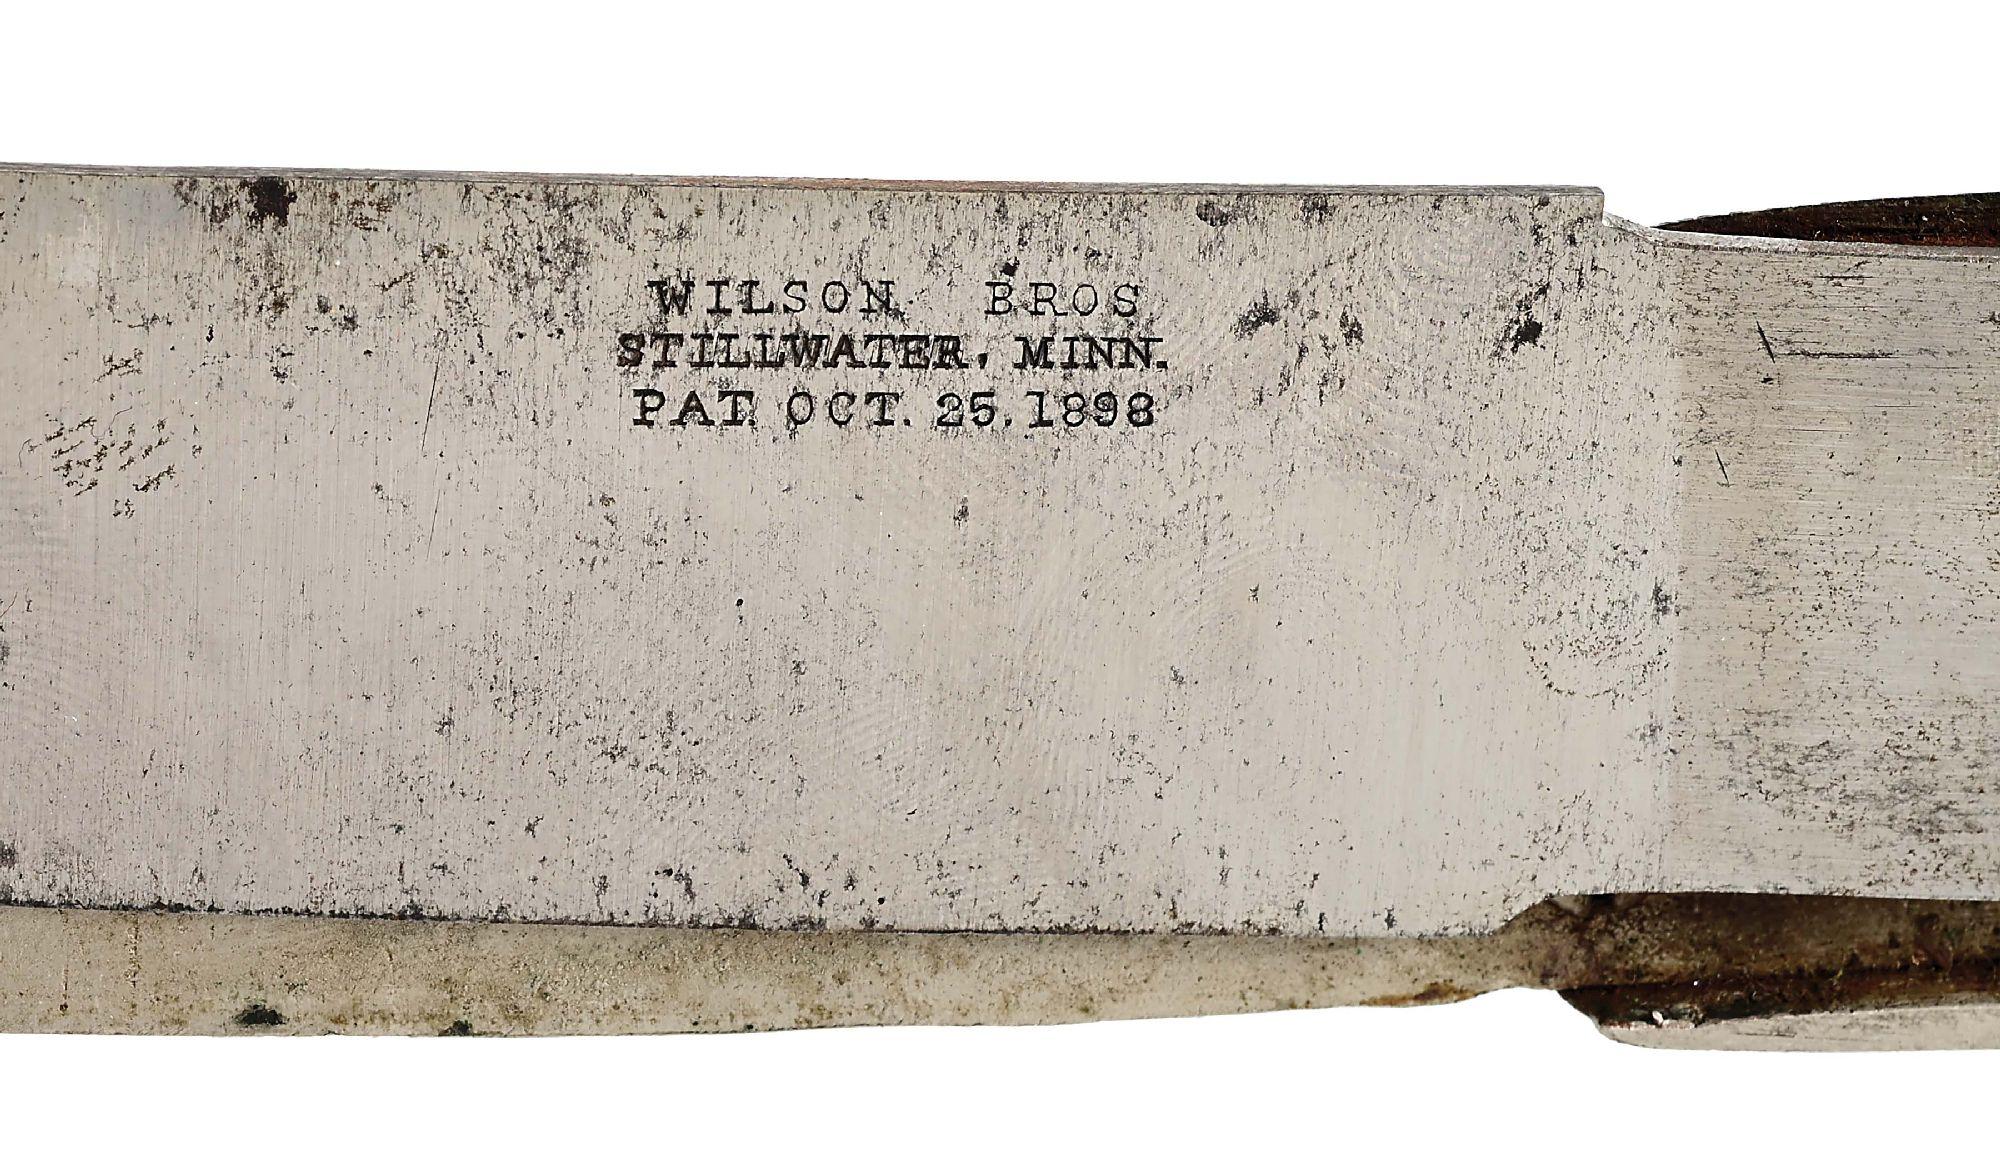 WILSON BROS
STILLWATER, MINN.
PAT. OCT. 25. 1898